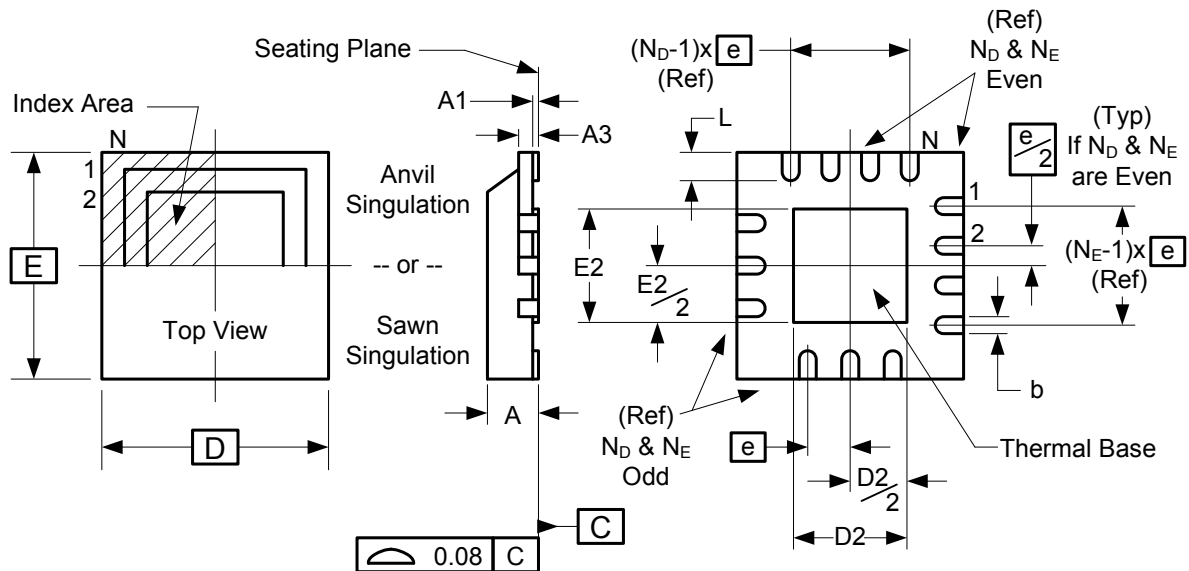 Seating Plane
Index Area
N
1
2
E
Top View
D
A1
A3
Anvil
Singulation
-- or --
Sawn
Singulation
A
C
0.08 C
(ND-1)x e
(Ref)
(Ref)
ND & NE
Even
L
N
e/2
(Typ)
If ND & NE
are Even
1
2
(NE-1)x e
(Ref)
E2
E2/2
b
(Ref)
ND & NE
Odd
e
Thermal Base
D2/2
D2